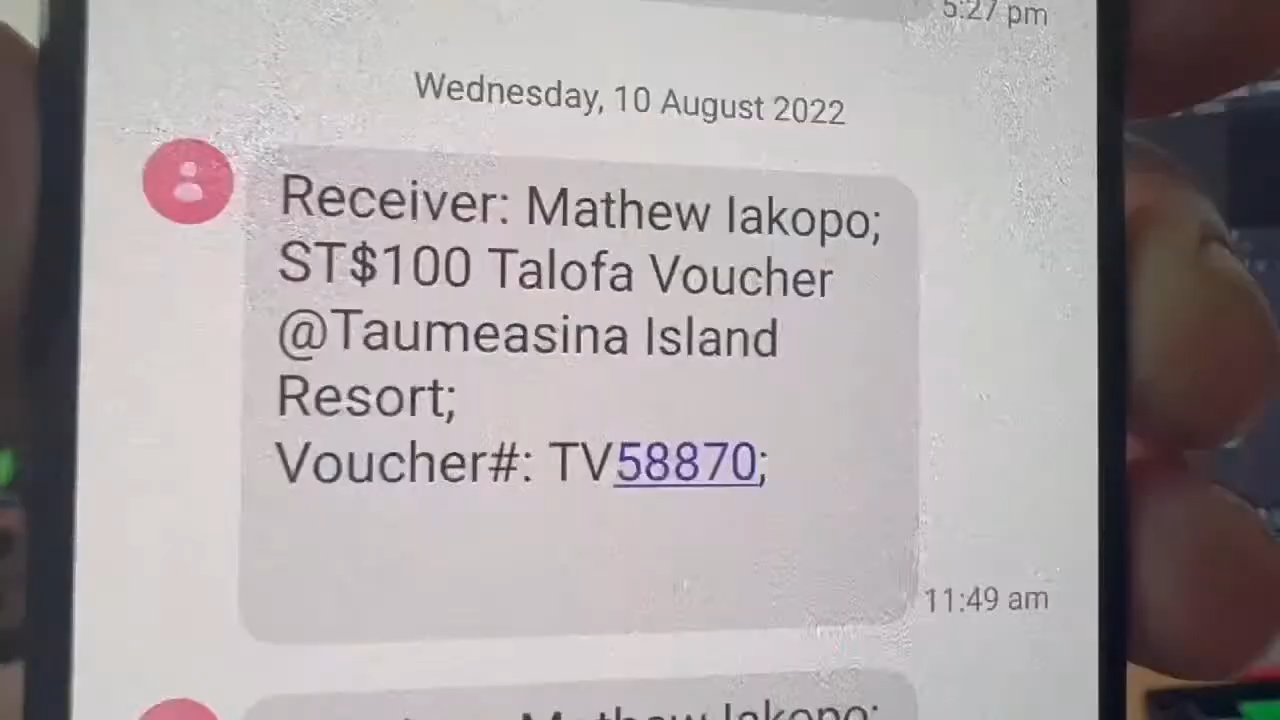 5:27 pm
Wednesday, 10 August 2022
Receiver: Mathew Iakopo;
ST$100 Talofa Voucher
@Taumeasina Island
Resort;
Voucher#: TV58870;
11:49 am
Mathew Iakopo;